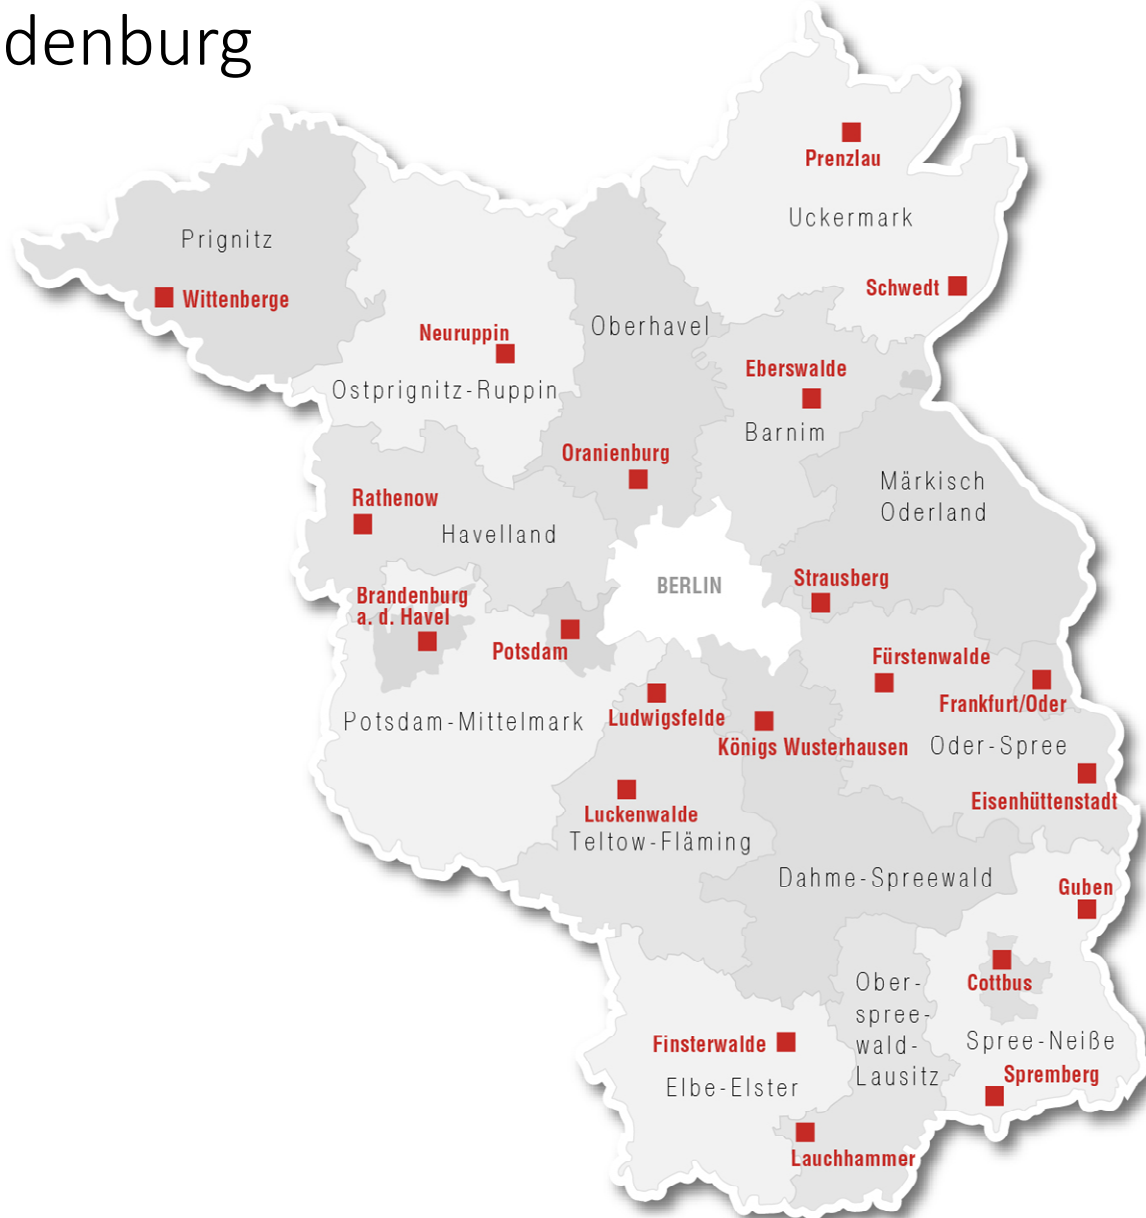 denburg
Prenzlau
Uckermark
Prignitz
Wittenberge
Schwedt
Neuruppin
Oberhavel
Ostprignitz-Ruppin
Eberswalde
Barnim
Oranienburg
Märkisch
Oderland
Rathenow
Havelland
BERLIN
Strausberg
Brandenburg
a. d. Havel
Potsdam
Fürstenwalde
Frankfurt/Oder
Potsdam-Mittelmark
Ludwigsfelde
Königs Wusterhausen
Oder-Spree
Eisenhüttenstadt
Luckenwalde
Teltow-Fläming
Dahme-Spreewald
Guben
Cottbus
Ober-
spree-
wald-
Lausitz
Spree-Neiße
Finsterwalde
Elbe-Elster
Spremberg
Lauchhammer